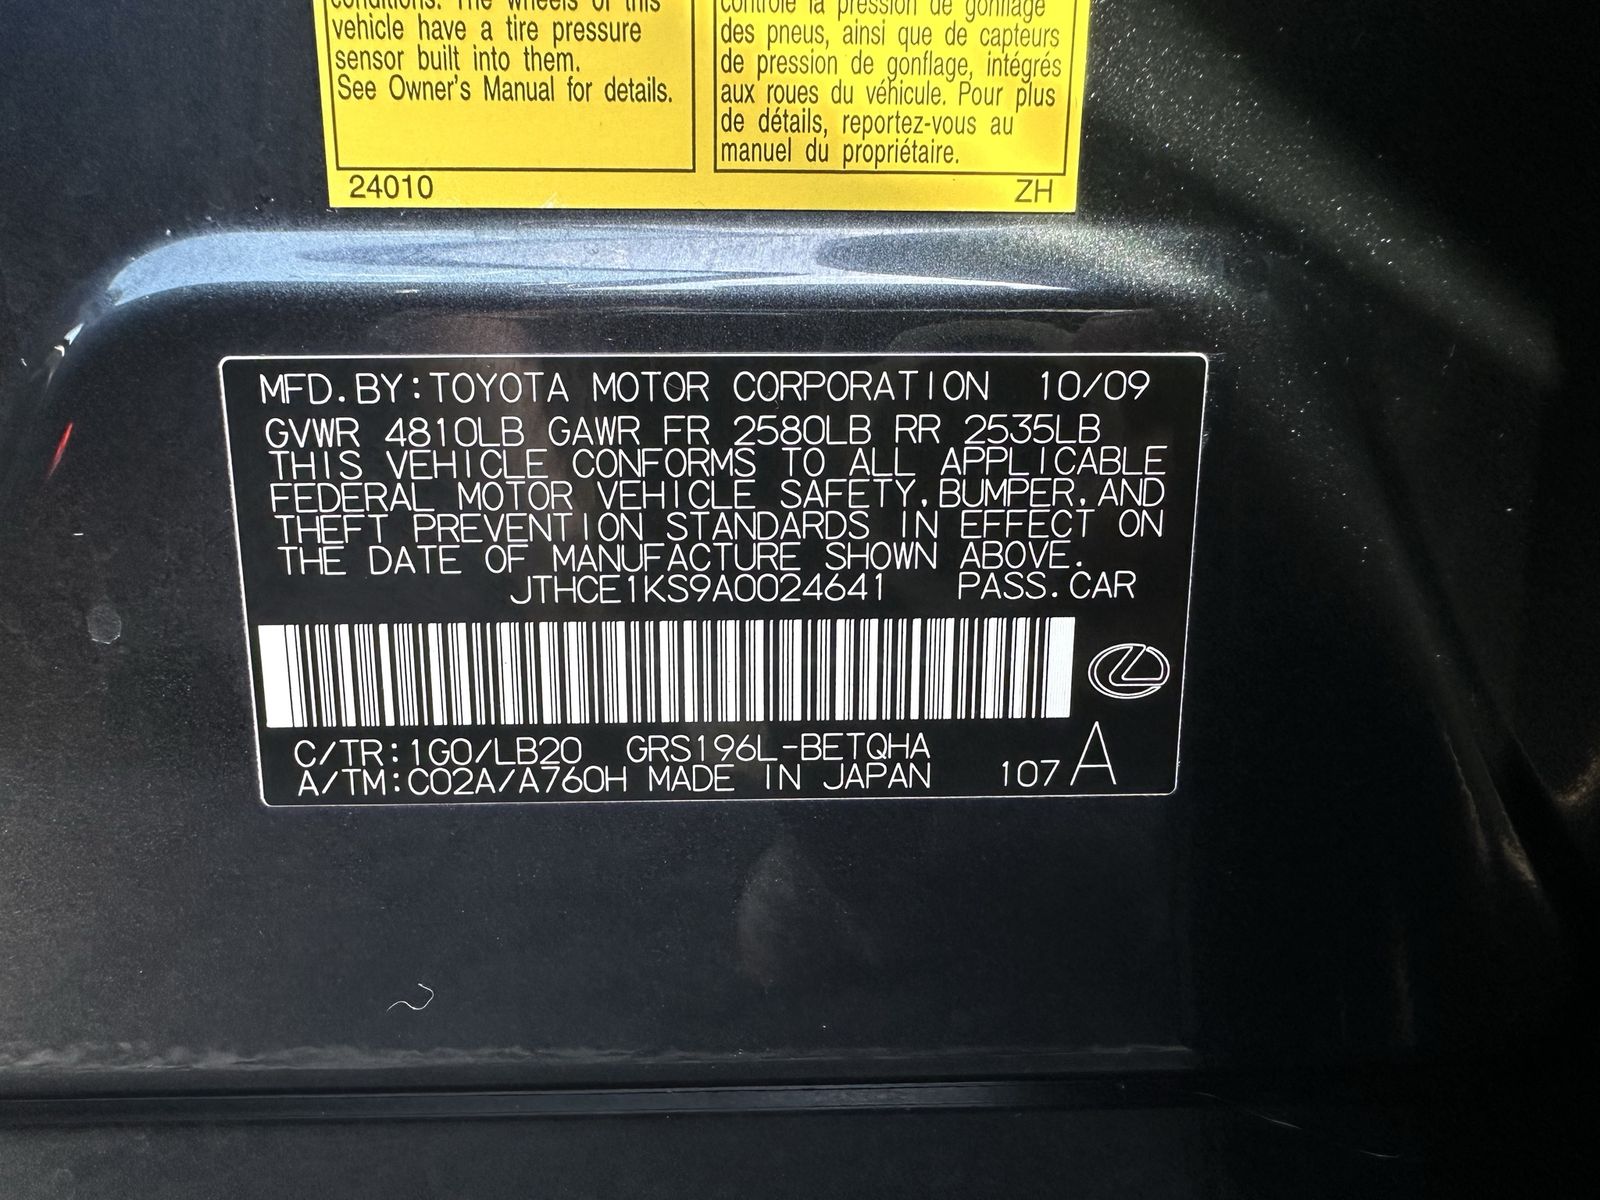 conditions. The wheels of this
vehicle have a tire pressure
sensor built into them.
See Owner's Manual for details.
contrôle la pression de gonflage
des pneus, ainsi que de capteurs
de pression de gonflage, intégrés
aux roues du véhicule. Pour plus
de détails, reportez-vous au
manuel du propriétaire.
24010 ZH
MFD.BY:TOYOTA MOTOR CORPORATION 10/09
GVWR 4810LB GAWR FR 2580LB RR 2535LB
THIS VEHICLE CONFORMS TO ALL APPLICABLE
FEDERAL MOTOR VEHICLE SAFETY,BUMPER,AND
THEFT PREVENTION STANDARDS IN EFFECT ON
THE DATE OF MANUFACTURE SHOWN ABOVE.
JTHCE1KS9A0024641 PASS.CAR
C/TR:1G0/LB20 GRS196L-BETQHA
A/TM:C02A/A760H MADE IN JAPAN 107 A